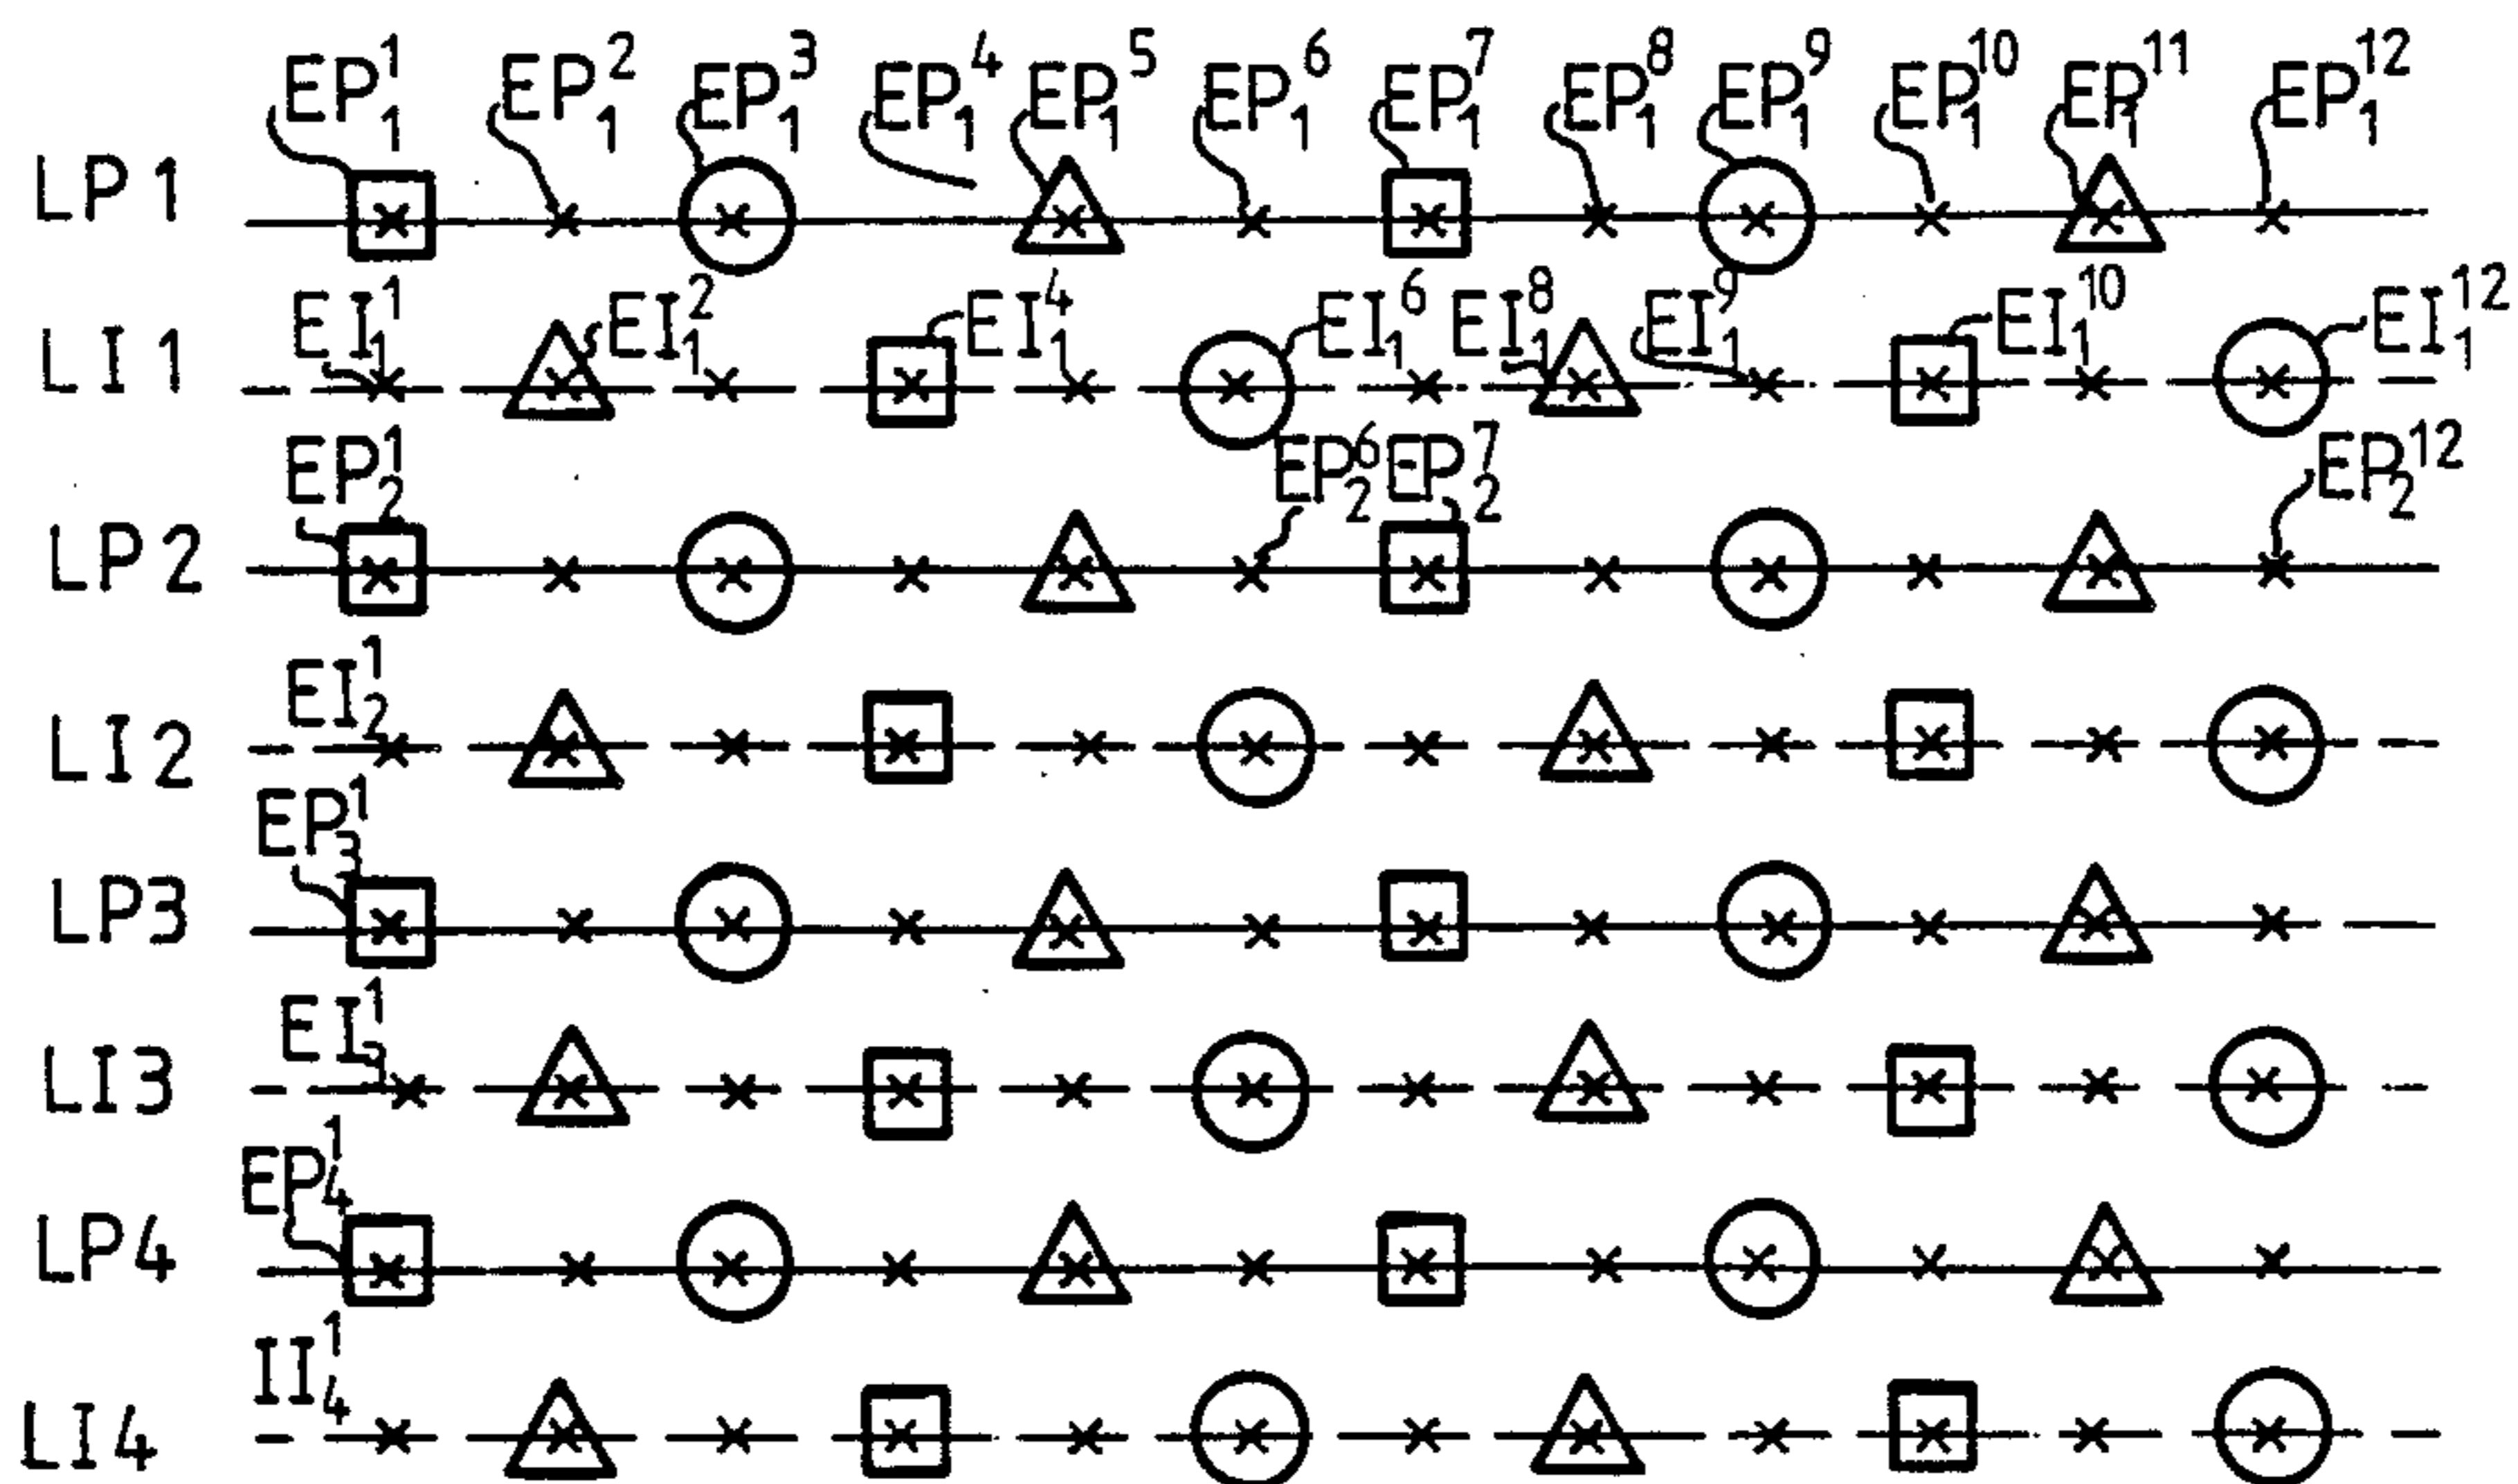 EP₁¹ EP₁² EP₁³ EP₁⁴ EP₁⁵ EP₁⁶ EP₁⁷ EP₁⁸ EP₁⁹ EP₁¹⁰ EP₁¹¹ EP₁¹²
LP1
EI₁¹ EI₁² EI₁⁴ EI₁⁶ EI₁⁸ EI₁⁹ EI₁¹⁰ EI₁¹²
LI1
EP₂¹ EP₂⁶ EP₂⁷ EP₂¹²
LP2
EI₂¹
LI2
EP₃¹
LP3
EI₃¹
LI3
EP₄¹
LP4
II₄¹
LI4